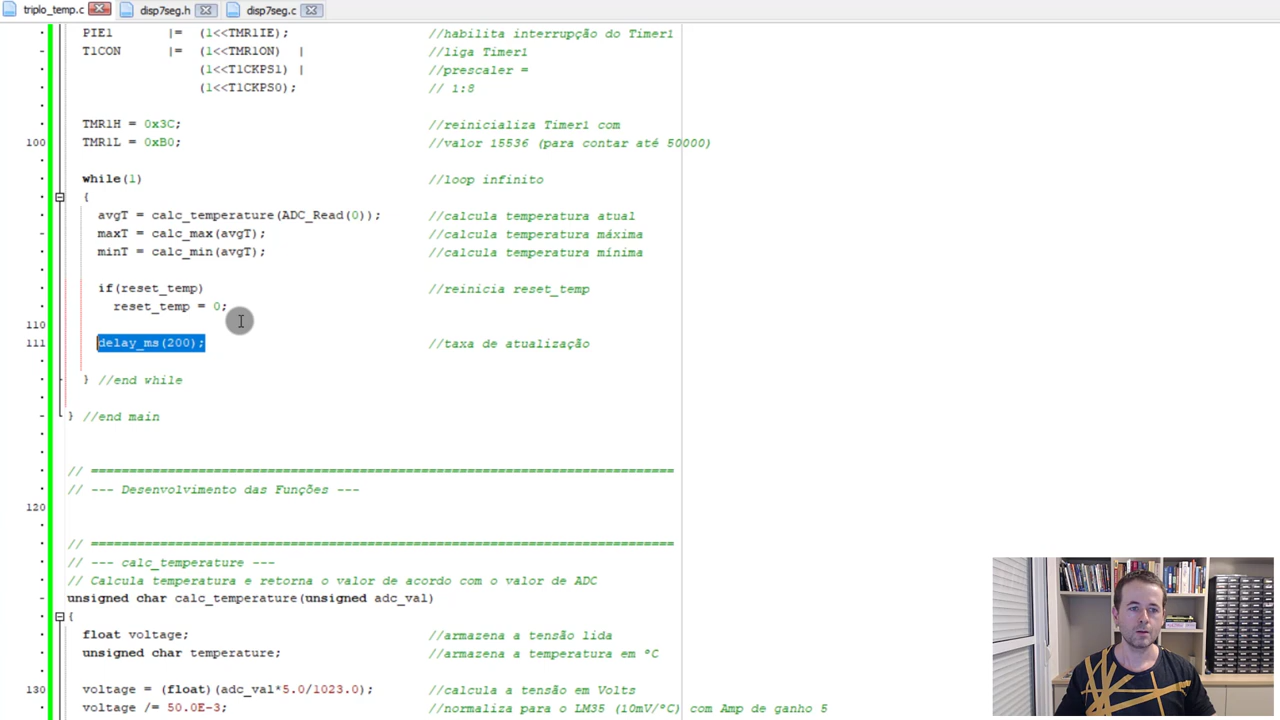 triplo_temp.c disp7seg.h disp7seg.c
PIE1 |= (1<<TMR1IE); //habilita interrupção do Timer1
T1CON |= (1<<TMR1ON) | //liga Timer1
(1<<T1CKPS1) | //prescaler =
(1<<T1CKPS0); // 1:8
TMR1H = 0x3C; //reinicializa Timer1 com
100 TMR1L = 0xB0; //valor 15536 (para contar até 50000)
while(1) //loop infinito
{
avgT = calc_temperature(ADC_Read(0)); //calcula temperatura atual
maxT = calc_max(avgT); //calcula temperatura máxima
minT = calc_min(avgT); //calcula temperatura mínima
if(reset_temp) //reinicia reset_temp
reset_temp = 0;
110
111 delay_ms(200); //taxa de atualização
} //end while
} //end main
// ============================================================================
// --- Desenvolvimento das Funções ---
120
// ============================================================================
// --- calc_temperature ---
// Calcula temperatura e retorna o valor de acordo com o valor de ADC
unsigned char calc_temperature(unsigned adc_val)
{
float voltage; //armazena a tensão lida
unsigned char temperature; //armazena a temperatura em °C
130 voltage = (float)(adc_val*5.0/1023.0); //calcula a tensão em Volts
voltage /= 50.0E-3; //normaliza para o LM35 (10mV/°C) com Amp de ganho 5